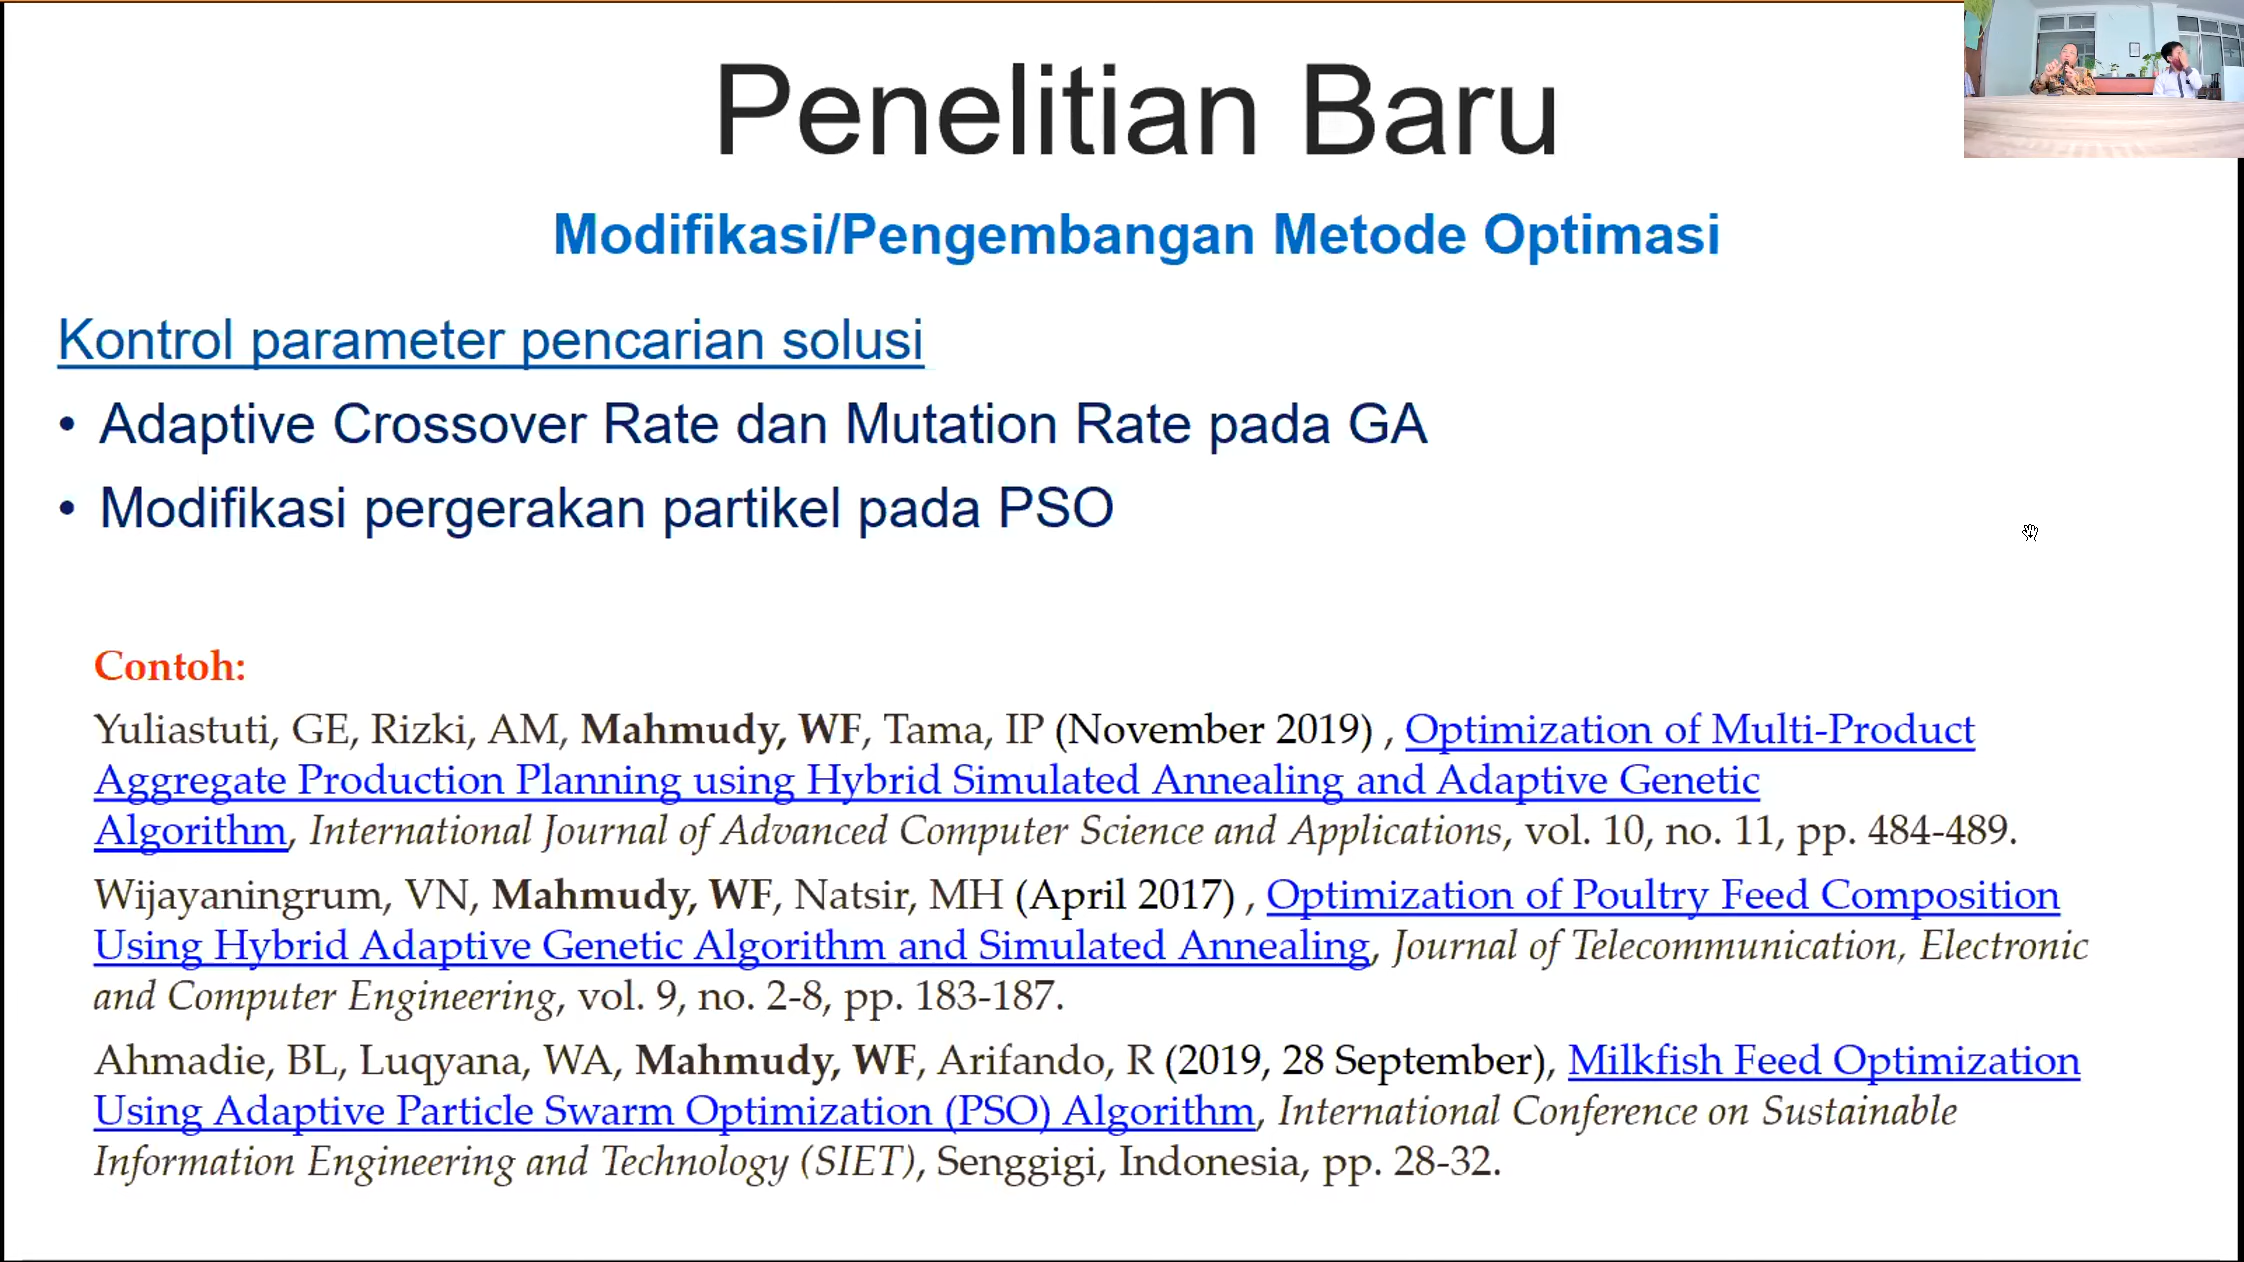 Penelitian Baru
Modifikasi/Pengembangan Metode Optimasi
Kontrol parameter pencarian solusi
• Adaptive Crossover Rate dan Mutation Rate pada GA
• Modifikasi pergerakan partikel pada PSO
Contoh:
Yuliastuti, GE, Rizki, AM, Mahmudy, WF, Tama, IP (November 2019) , Optimization of Multi-Product
Aggregate Production Planning using Hybrid Simulated Annealing and Adaptive Genetic
Algorithm, International Journal of Advanced Computer Science and Applications, vol. 10, no. 11, pp. 484-489.
Wijayaningrum, VN, Mahmudy, WF, Natsir, MH (April 2017) , Optimization of Poultry Feed Composition
Using Hybrid Adaptive Genetic Algorithm and Simulated Annealing, Journal of Telecommunication, Electronic
and Computer Engineering, vol. 9, no. 2-8, pp. 183-187.
Ahmadie, BL, Luqyana, WA, Mahmudy, WF, Arifando, R (2019, 28 September), Milkfish Feed Optimization
Using Adaptive Particle Swarm Optimization (PSO) Algorithm, International Conference on Sustainable
Information Engineering and Technology (SIET), Senggigi, Indonesia, pp. 28-32.